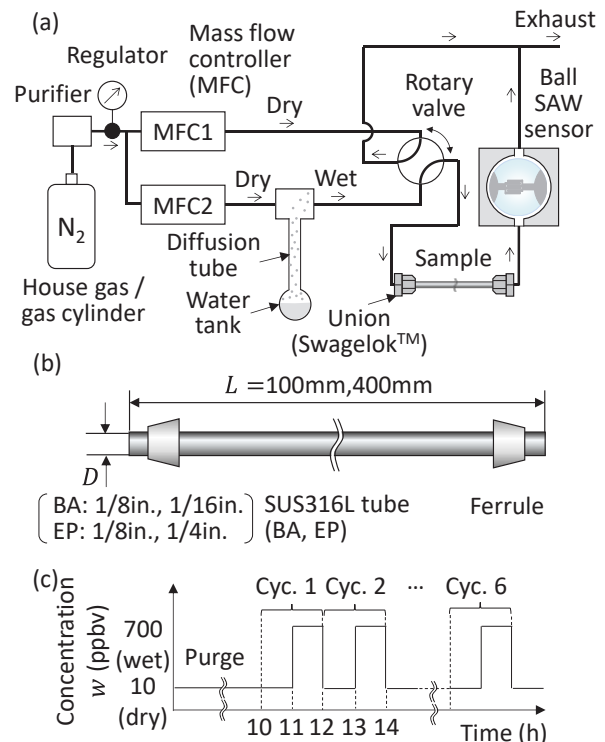 (a)
Exhaust
Regulator
Mass flow
controller
(MFC)
Purifier
Rotary
valve
Ball
SAW
sensor
MFC1
Dry
MFC2
Dry
Wet
N2
Diffusion
tube
Sample
House gas /
gas cylinder
Water
tank
Union
(Swagelok™)
(b)
L =100mm,400mm
D
BA: 1/8in., 1/16in.
EP: 1/8in., 1/4in.
SUS316L tube
(BA, EP)
Ferrule
(c)
Cyc. 1
Cyc. 2
...
Cyc. 6
Concentration
w (ppbv)
700
(wet)
Purge
10
(dry)
10 11 12 13 14
Time (h)